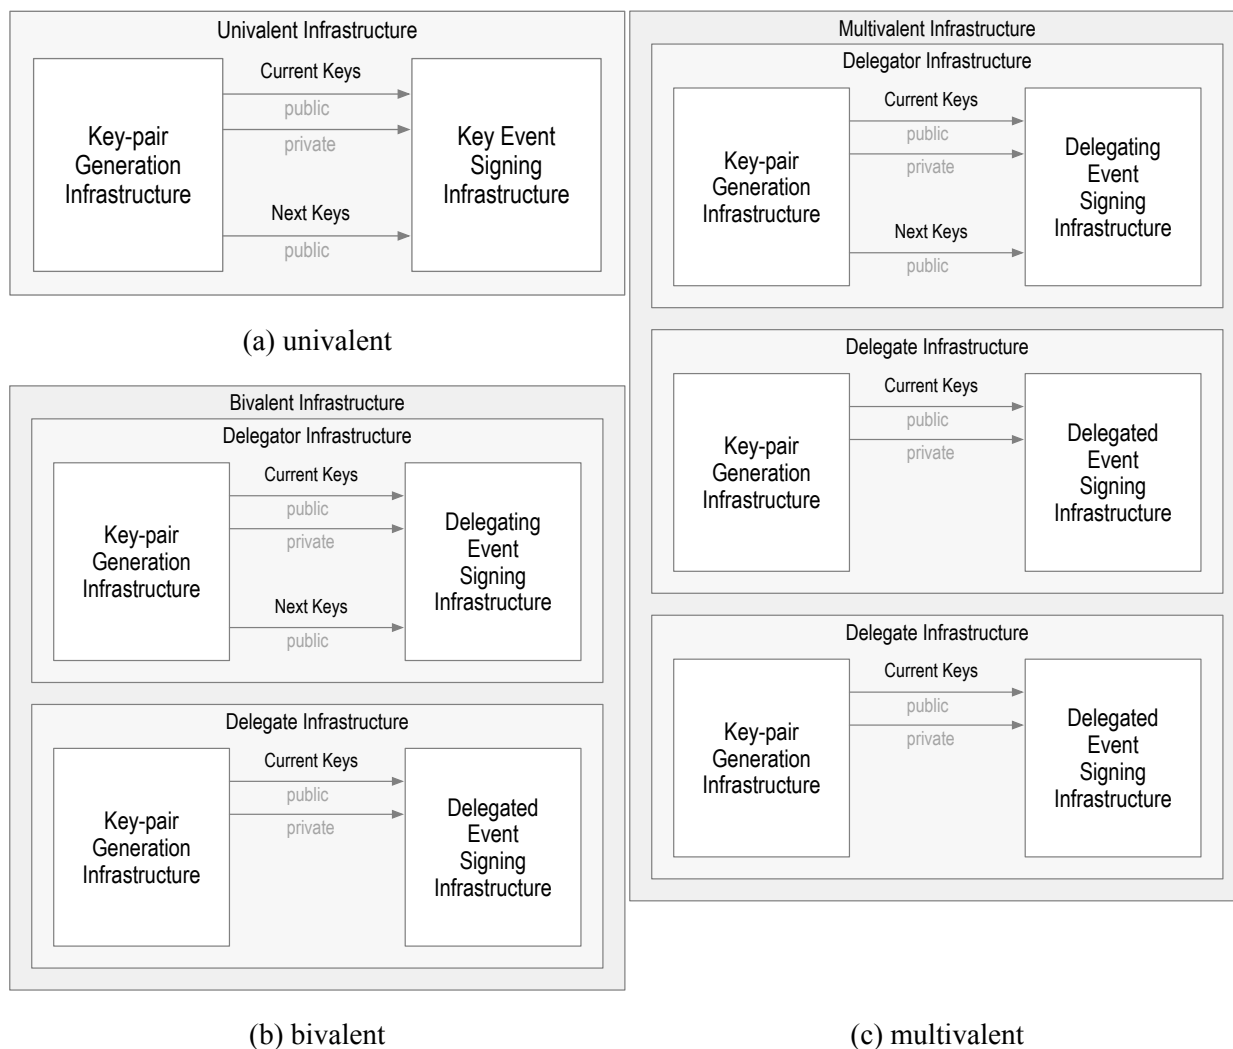 Univalent Infrastructure
Key-pair
Generation
Infrastructure
Current Keys
public
private
Next Keys
public
Key Event
Signing
Infrastructure
(a) univalent
Bivalent Infrastructure
Delegator Infrastructure
Key-pair
Generation
Infrastructure
Current Keys
public
private
Next Keys
public
Delegating
Event
Signing
Infrastructure
Delegate Infrastructure
Key-pair
Generation
Infrastructure
Current Keys
public
private
Delegated
Event
Signing
Infrastructure
(b) bivalent
Multivalent Infrastructure
Delegator Infrastructure
Key-pair
Generation
Infrastructure
Current Keys
public
private
Next Keys
public
Delegating
Event
Signing
Infrastructure
Delegate Infrastructure
Key-pair
Generation
Infrastructure
Current Keys
public
private
Delegated
Event
Signing
Infrastructure
Delegate Infrastructure
Key-pair
Generation
Infrastructure
Current Keys
public
private
Delegated
Event
Signing
Infrastructure
(c) multivalent